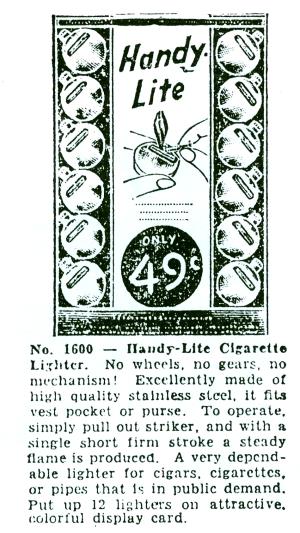 Handy-
Lite
ONLY
49¢
No. 1600 — Handy-Lite Cigarette
Lighter. No wheels, no gears, no
mechanism! Excellently made of
high quality stainless steel, it fits
vest pocket or purse. To operate,
simply pull out striker, and with a
single short firm stroke a steady
flame is produced. A very depend-
able lighter for cigars, cigarettes,
or pipes that is in public demand.
Put up 12 lighters on attractive,
colorful display card.